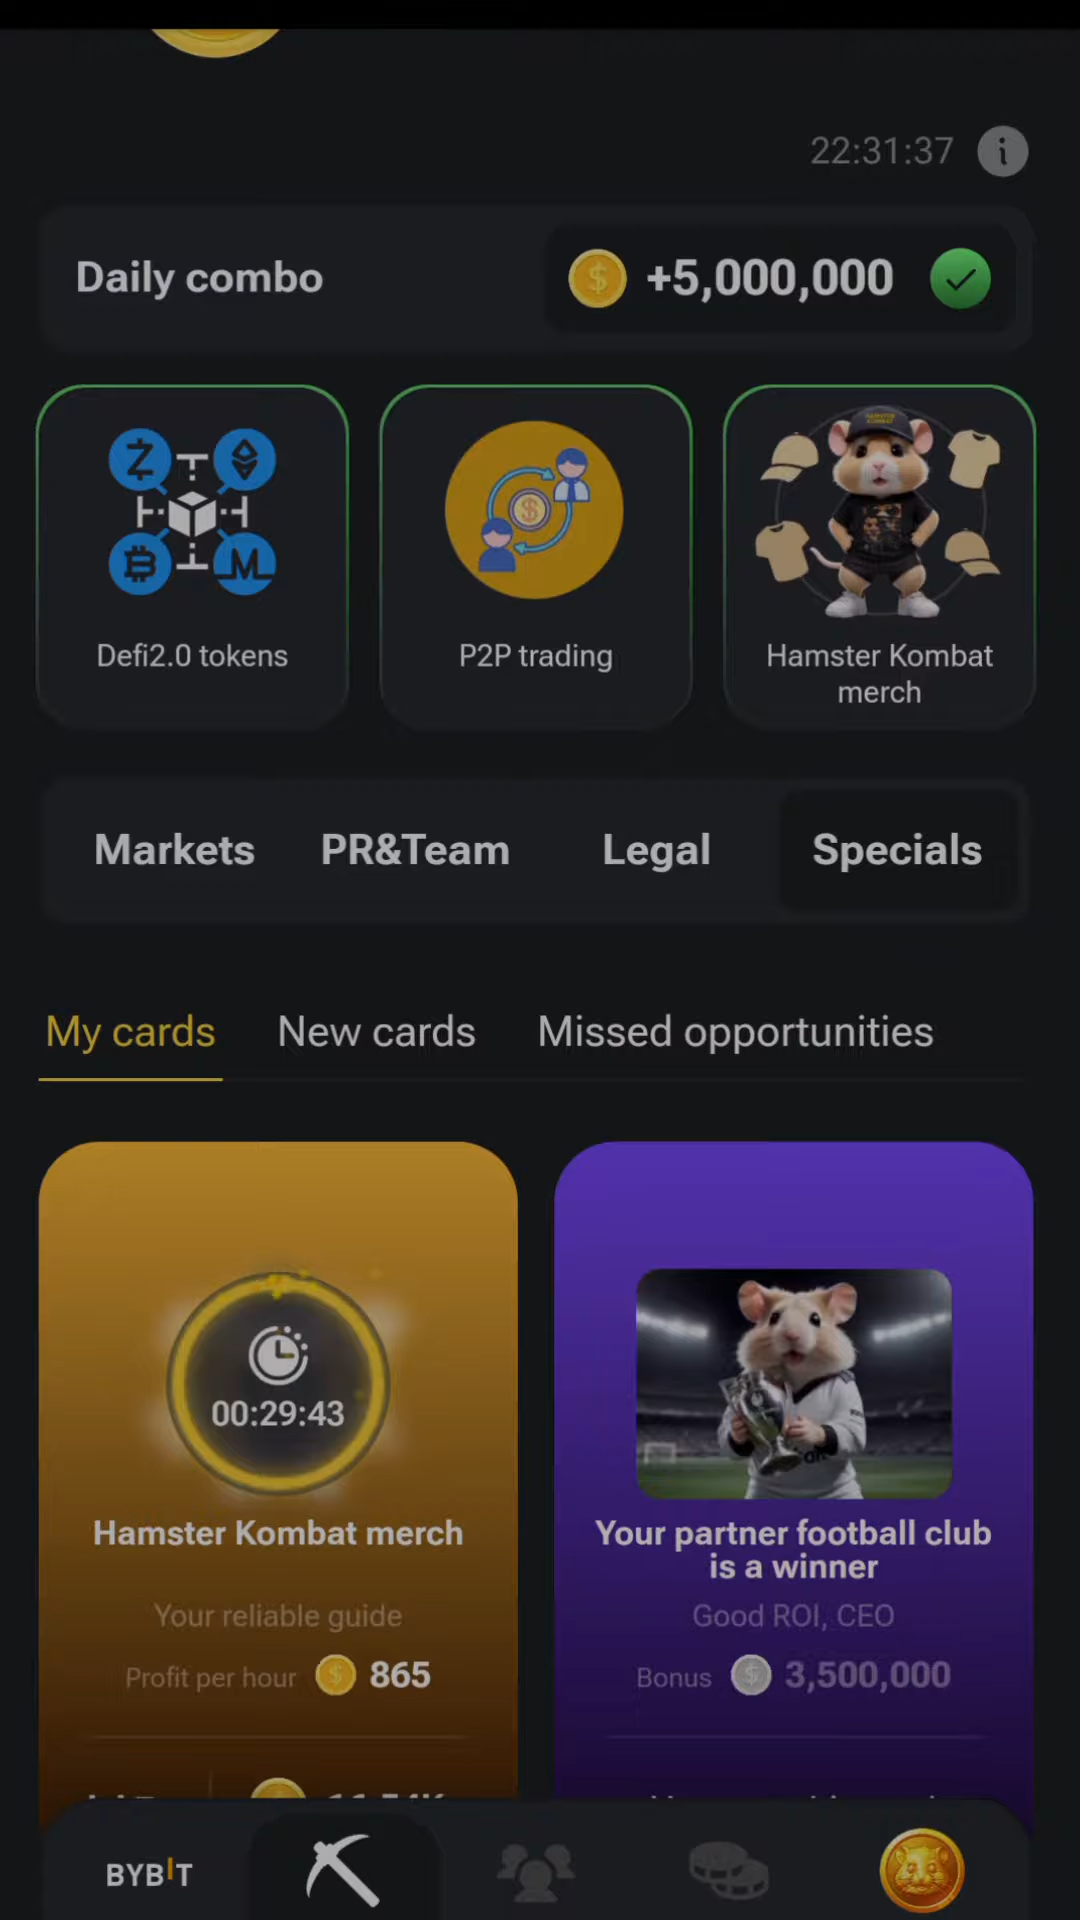 22:31:37
Daily combo
+5,000,000
Defi2.0 tokens
P2P trading
Hamster Kombat
merch
Markets
PR&Team
Legal
Specials
My cards
New cards
Missed opportunities
00:29:43
Hamster Kombat merch
Your reliable guide
Profit per hour
865
Your partner football club
is a winner
Good ROI, CEO
Bonus
3,500,000
BYBIT